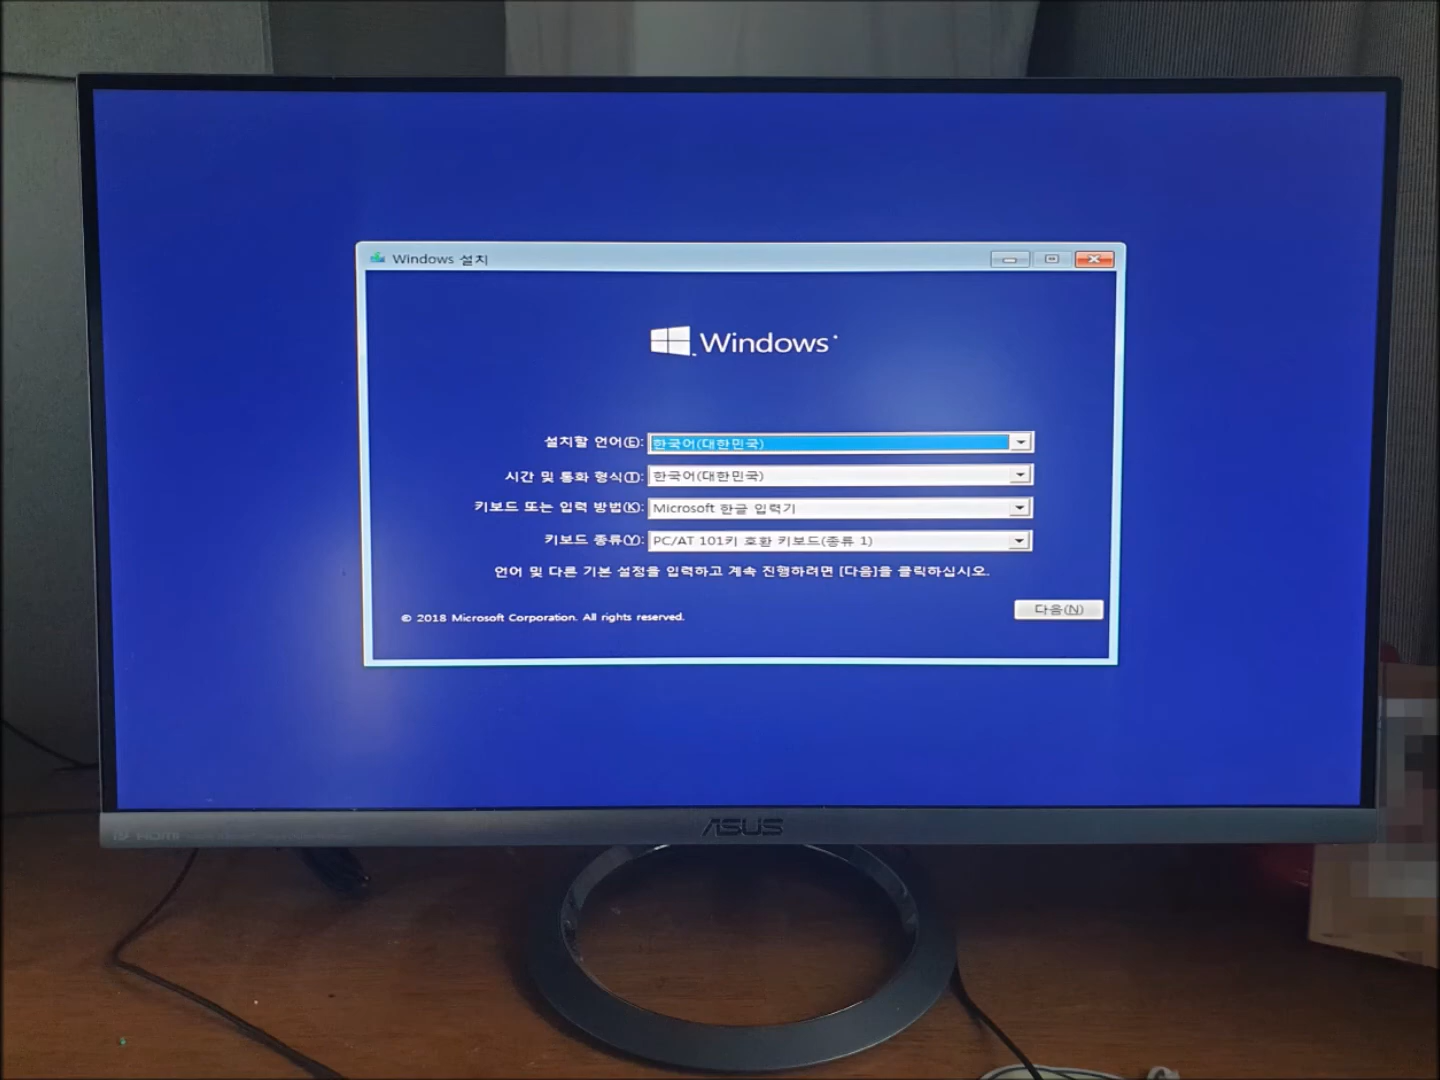 Windows 설치
Windows
설치할 언어(E): 한국어(대한민국)
시간 및 통화 형식(T): 한국어(대한민국)
키보드 또는 입력 방법(K): Microsoft 한글 입력기
키보드 종류(Y): PC/AT 101키 호환 키보드(종류 1)
언어 및 다른 기본 설정을 입력하고 계속 진행하려면 [다음]을 클릭하십시오.
© 2018 Microsoft Corporation. All rights reserved.
다음(N)
ASUS
HDMI